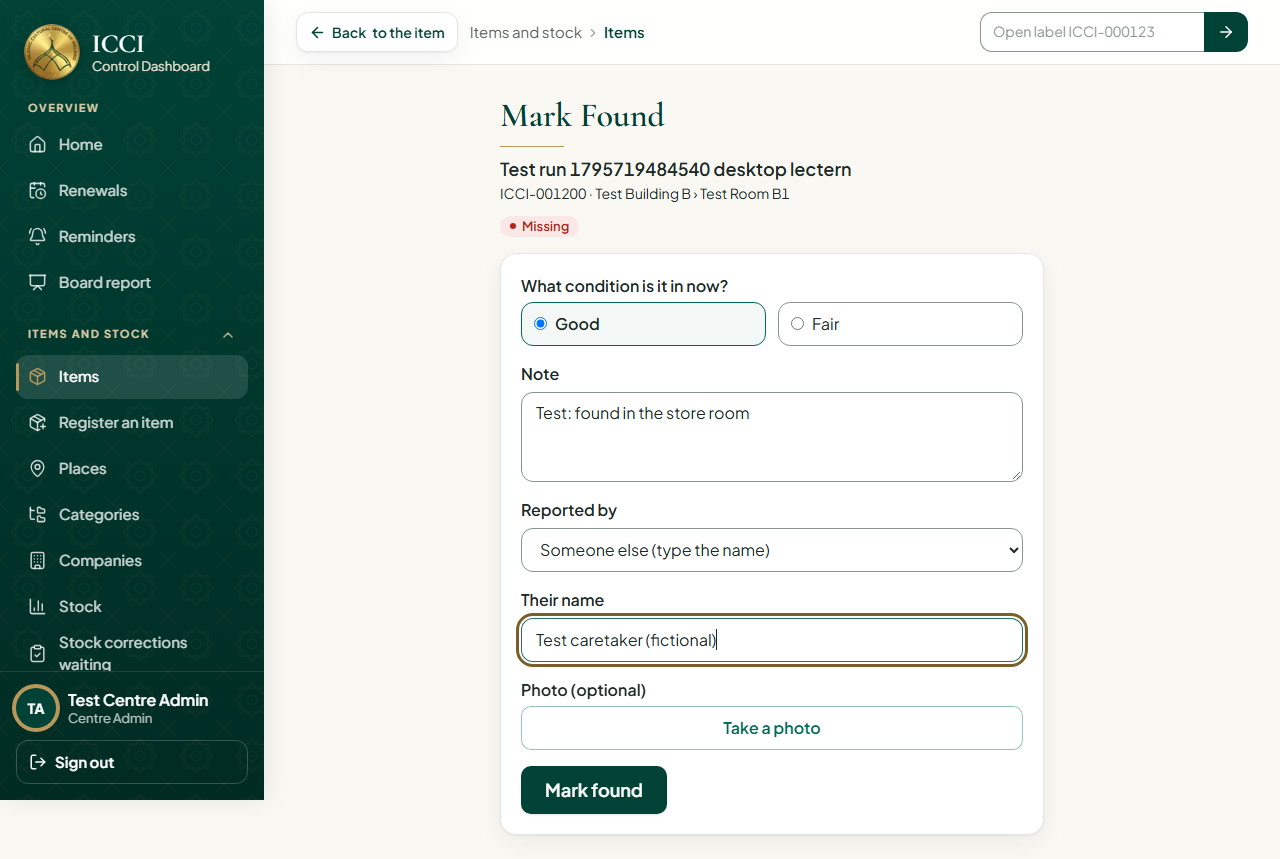 ICCI
Control Dashboard
OVERVIEW
Home
Renewals
Reminders
Board report
ITEMS AND STOCK
Items
Register an item
Places
Categories
Companies
Stock
Stock corrections
waiting
TA
Test Centre Admin
Centre Admin
Sign out
Back to the item
Items and stock › Items
Open label ICCI-000123
Mark Found
Test run 1795719484540 desktop lectern
ICCI-001200 · Test Building B › Test Room B1
Missing
What condition is it in now?
Good
Fair
Note
Test: found in the store room
Reported by
Someone else (type the name)
Their name
Test caretaker (fictional)
Photo (optional)
Take a photo
Mark found